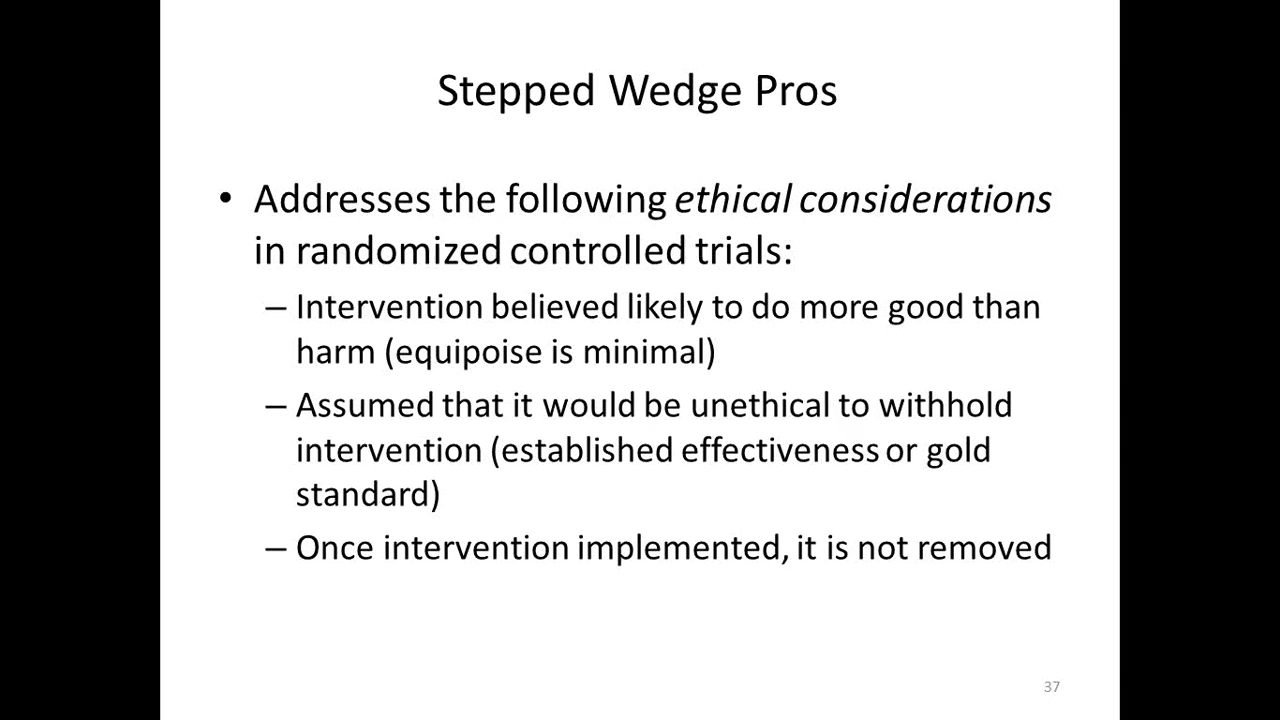 Stepped Wedge Pros
• Addresses the following ethical considerations
in randomized controlled trials:
– Intervention believed likely to do more good than
harm (equipoise is minimal)
– Assumed that it would be unethical to withhold
intervention (established effectiveness or gold
standard)
– Once intervention implemented, it is not removed
37